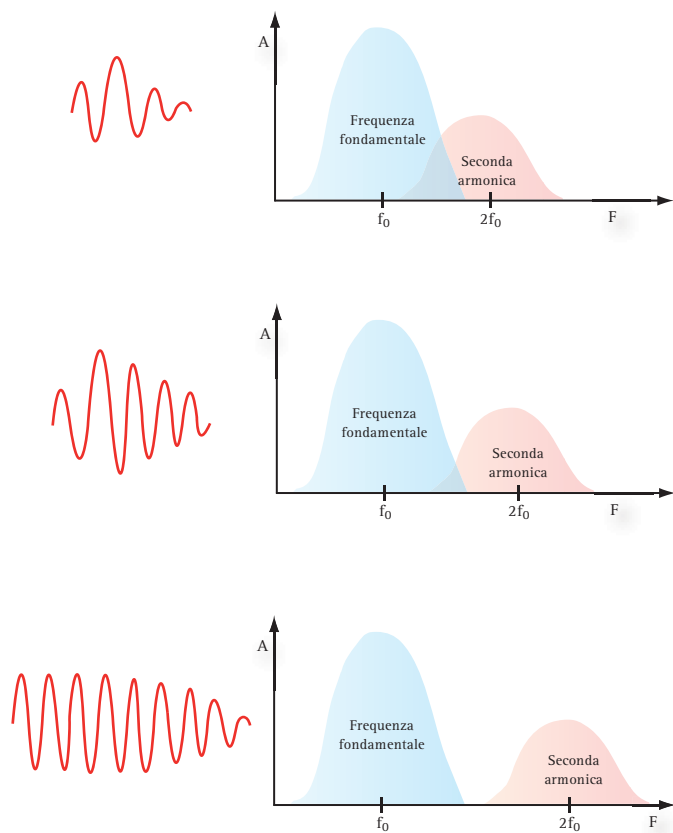 A
Frequenza
fondamentale
Seconda
armonica
f0
2f0
F
A
Frequenza
fondamentale
Seconda
armonica
f0
2f0
F
A
Frequenza
fondamentale
Seconda
armonica
f0
2f0
F